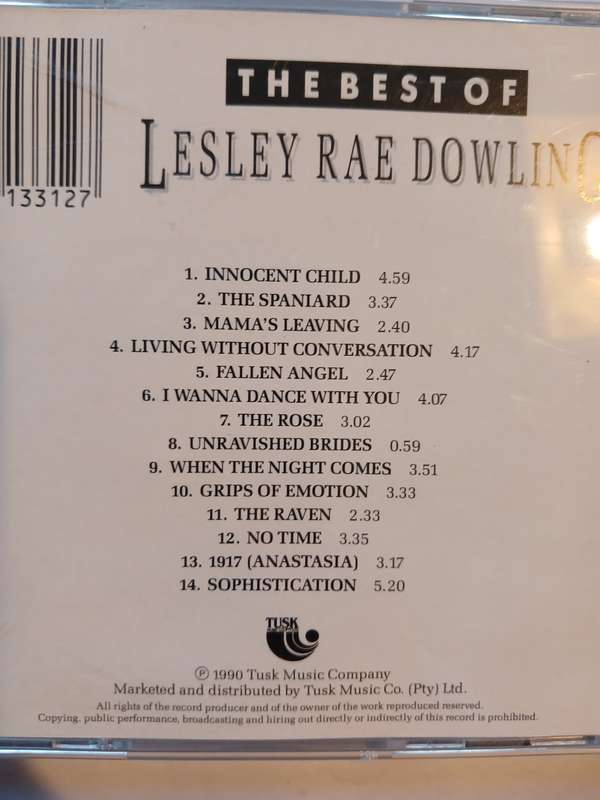 THE BEST OF
LESLEY RAE DOWLING
133127
1. INNOCENT CHILD 4.59
2. THE SPANIARD 3.37
3. MAMA'S LEAVING 2.40
4. LIVING WITHOUT CONVERSATION 4.17
5. FALLEN ANGEL 2.47
6. I WANNA DANCE WITH YOU 4.07
7. THE ROSE 3.02
8. UNRAVISHED BRIDES 0.59
9. WHEN THE NIGHT COMES 3.51
10. GRIPS OF EMOTION 3.33
11. THE RAVEN 2.33
12. NO TIME 3.35
13. 1917 (ANASTASIA) 3.17
14. SOPHISTICATION 5.20
TUSK
℗ 1990 Tusk Music Company
Marketed and distributed by Tusk Music Co. (Pty) Ltd.
All rights of the record producer and of the owner of the work reproduced reserved.
Copying, public performance, broadcasting and hiring out directly or indirectly of this record is prohibited.